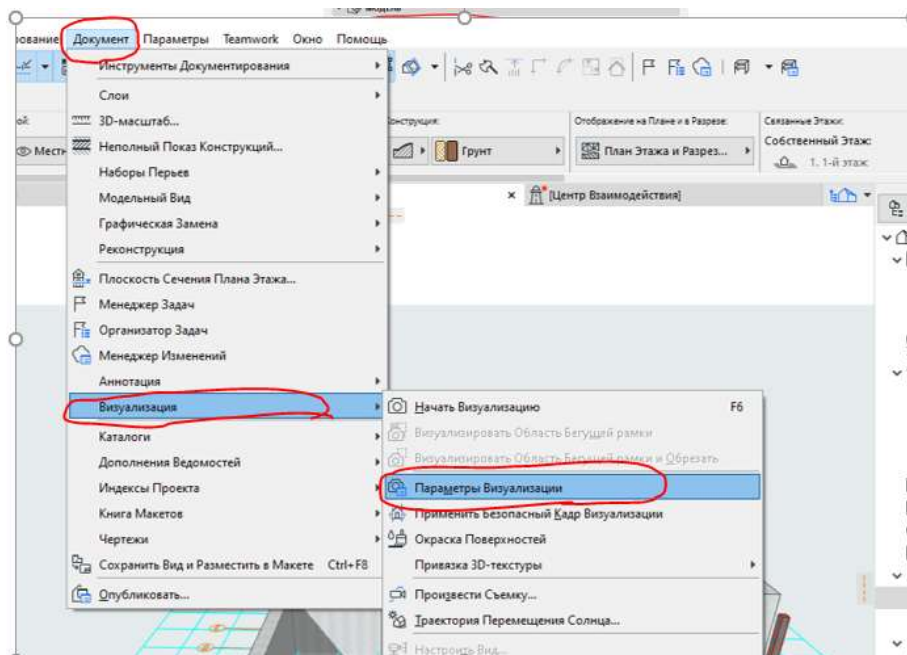 Документ Параметры Teamwork Окно Помощь
Инструменты Документирования
Слои
3D-масштаб...
Неполный Показ Конструкций...
Наборы Перьев
Модельный Вид
Графическая Замена
Реконструкция
Плоскость Сечения Плана Этажа...
Менеджер Задач
Организатор Задач
Менеджер Изменений
Аннотация
Визуализация
Каталоги
Дополнения Ведомостей
Индексы Проекта
Книга Макетов
Чертежи
Сохранить Вид и Разместить в Макете Ctrl+F8
Опубликовать...
Конструкция:
Грунт
Отображение на Плане и в Разрезе:
План Этажа и Разрез...
Связанные Этажи:
Собственный Этаж:
1. 1-й этаж
[Центр Взаимодействия]
Начать Визуализацию F6
Визуализировать Область Бегущей рамки
Визуализировать Область Бегущей рамки и Обрезать
Параметры Визуализации
Применить Безопасный Кадр Визуализации
Окраска Поверхностей
Привязка 3D-текстуры
Произвести Съемку...
Траектория Перемещения Солнца...
Настроить Вид...